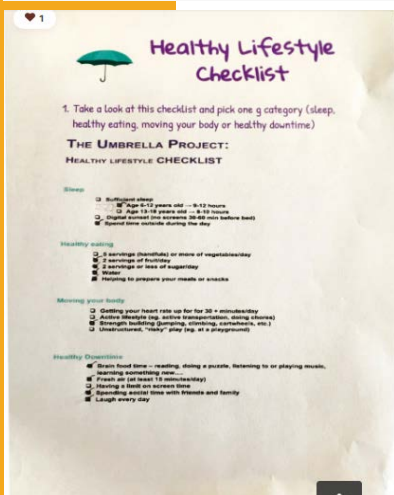 1
Healthy Lifestyle
Checklist
1. Take a look at this checklist and pick one g category (sleep,
healthy eating, moving your body or healthy downtime)
THE UMBRELLA PROJECT:
HEALTHY LIFESTYLE CHECKLIST
Sleep
Sufficient sleep
Age 5-12 years old → 9-12 hours
Age 13-18 years old → 8-10 hours
Digital sunset (no screens 30-60 min before bed)
Spend time outside during the day
Healthy eating
5 servings (handfuls) or more of vegetables/day
2 servings of fruit/day
2 servings or less of sugar/day
Water
Helping to prepare your meals or snacks
Moving your body
Getting your heart rate up for for 30 + minutes/day
Active lifestyle (eg. active transportation, doing chores)
Strength building (jumping, climbing, cartwheels, etc.)
Unstructured, "risky" play (eg. at a playground)
Healthy Downtime
Brain food time – reading, doing a puzzle, listening to or playing music,
learning something new....
Fresh air (at least 15 minutes/day)
Having a limit on screen time
Spending social time with friends and family
Laugh every day